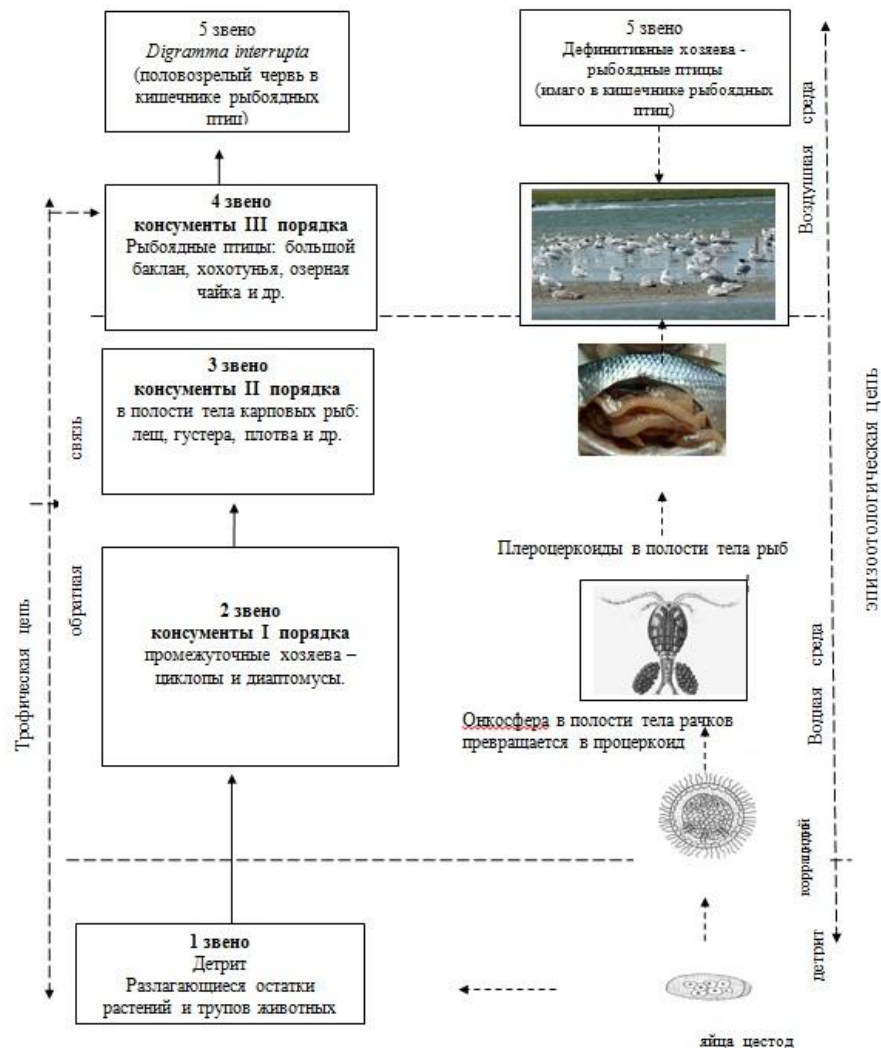 5 звено
Digramma interrupta
(половозрелый червь в
кишечнике рыбоядных
птиц)
5 звено
Дефинитивные хозяева -
рыбоядные птицы
(имаго в кишечнике рыбоядных
птиц)
4 звено
консументы III порядка
Рыбоядные птицы: большой
баклан, хохотунья, озерная
чайка и др.
3 звено
консументы II порядка
в полости тела карповых рыб:
лещ, густера, плотва и др.
Плероцеркоиды в полости тела рыб
2 звено
консументы I порядка
промежуточные хозяева –
циклопы и диаптомусы.
Онкосфера в полости тела рачков
превращается в процеркоид
1 звено
Детрит
Разлагающиеся остатки
растений и трупов животных
яйца цестод
Трофическая цепь
обратная связь
Воздушная среда
Водная среда
коррацидий
детрит
эпизоотологическая цепь